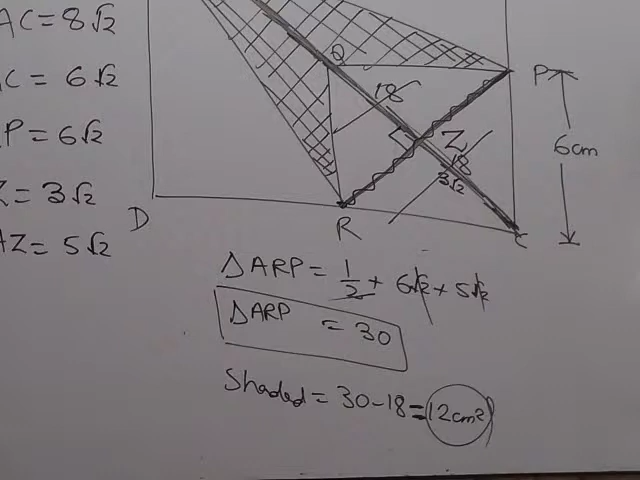 AC = 8√2
C = 6√2
P = 6√2
Z = 3√2
AZ = 5√2
Q
P
18
Z
18
3√2
6cm
D
R
C
ΔARP = 1/2 + 6√2 + 5√2
ΔARP = 30
Shaded = 30 - 18 = 12cm²